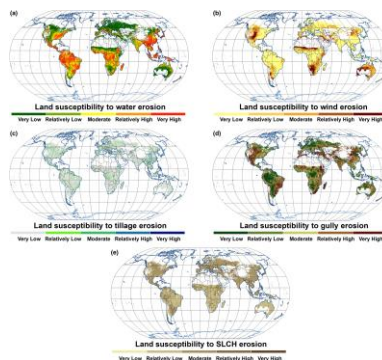 (a)
(b)
Land susceptibility to water erosion
Very Low Relatively Low Moderate Relatively High Very High
Land susceptibility to wind erosion
Very Low Relatively Low Moderate Relatively High Very High
(c)
(d)
Land susceptibility to tillage erosion
Very Low Relatively Low Moderate Relatively High Very High
Land susceptibility to gully erosion
Very Low Relatively Low Moderate Relatively High Very High
(e)
Land susceptibility to SLCH erosion
Very Low Relatively Low Moderate Relatively High Very High